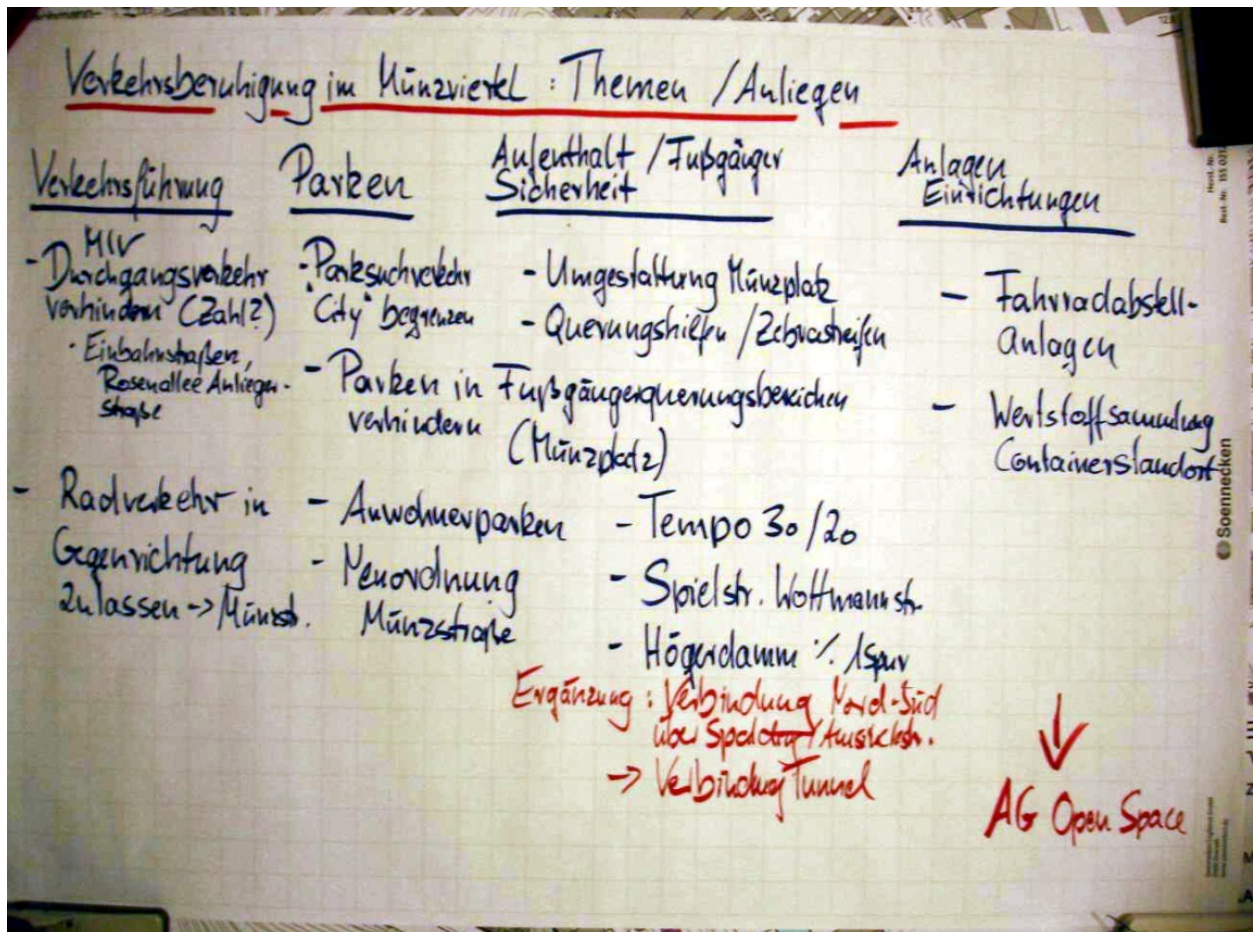 Verkehrsberuhigung im Münzviertel : Themen / Anliegen
Verkehrsführung
MIV
- Durchgangsverkehr
verhindern (Zahl?)
· Einbahnstraßen,
Rosenallee Anlieger-
straße
- Radverkehr in
Gegenrichtung
zulassen -> Münzstr.
Parken
- Parksuchverkehr
"City" begrenzen
- Parken in Fußgängerquerungsbereichen
verhindern (Münzplatz)
- Anwohnerparken
- Neuordnung
Münzstraße
Aufenthalt / Fußgänger
Sicherheit
- Umgestaltung Münzplatz
- Querungshilfen / Zebrastreifen
- Tempo 30/20
- Spielstr. Wottmannstr.
- Högerdamm ./. 1 Spur
Ergänzung : Verbindung Nord-Süd
über
-> Verbindung Tunnel
Anlagen
Einrichtungen
- Fahrradabstell-
anlagen
- Wertstoffsammlung
Containerstandort
AG Open Space
Soennecken